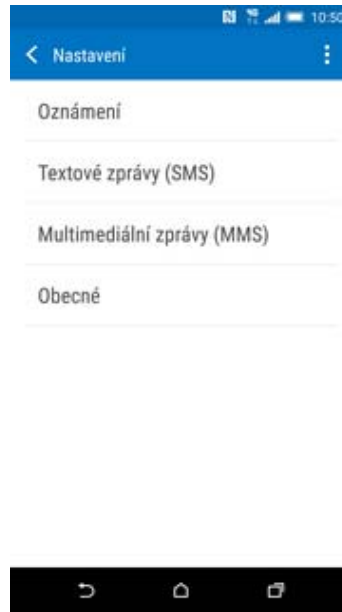 10:50
Nastavení
Oznámení
Textové zprávy (SMS)
Multimediální zprávy (MMS)
Obecné